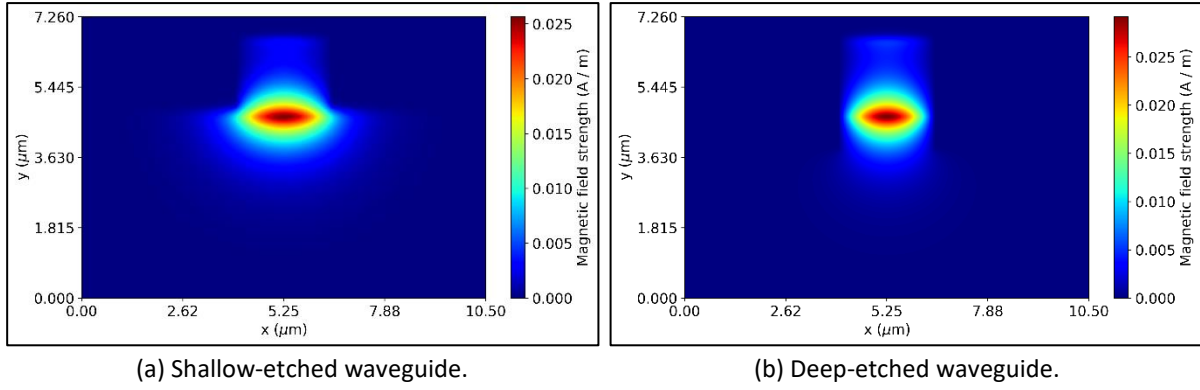 7.260
5.445
3.630
1.815
0.000
y (μm)
0.00 2.62 5.25 7.88 10.50
x (μm)
0.025
0.020
0.015
0.010
0.005
0.000
Magnetic field strength (A / m)
(a) Shallow-etched waveguide.
7.260
5.445
3.630
1.815
0.000
y (μm)
0.00 2.62 5.25 7.88 10.50
x (μm)
0.025
0.020
0.015
0.010
0.005
0.000
Magnetic field strength (A / m)
(b) Deep-etched waveguide.